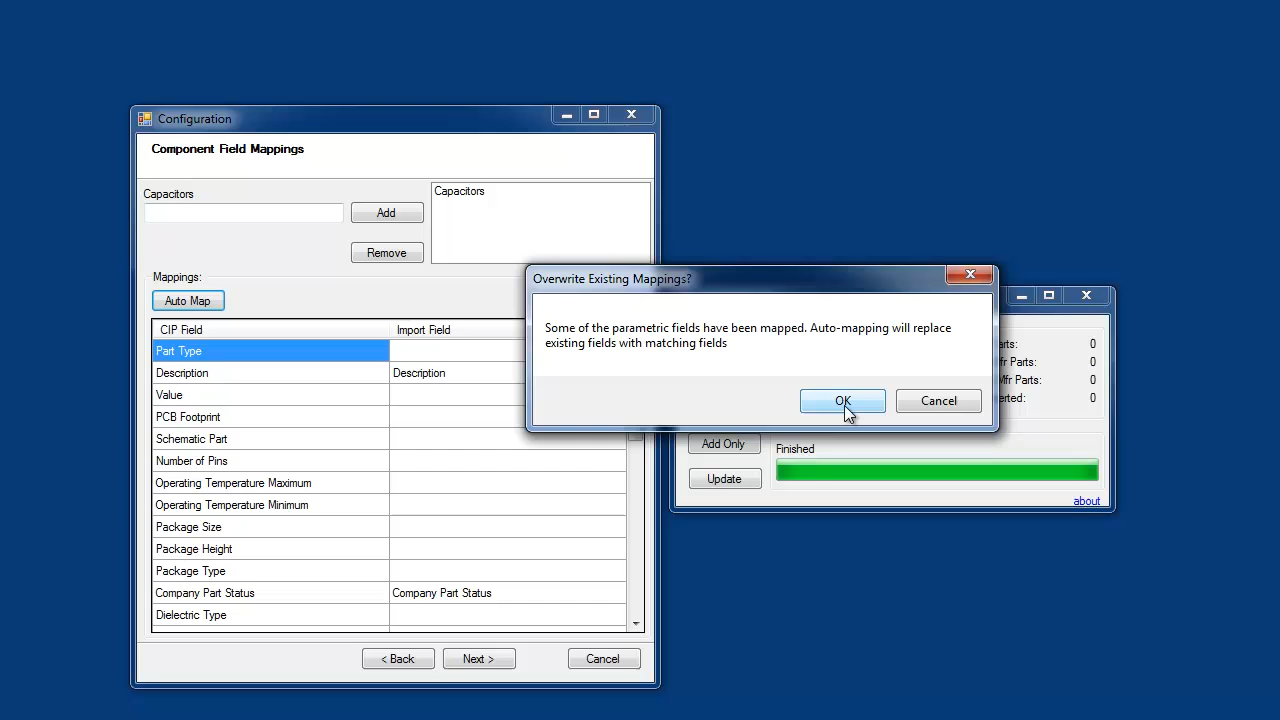 Configuration
Component Field Mappings
Capacitors
Capacitors
Add
Remove
Mappings:
Auto Map
CIP Field Import Field
Part Type
Description Description
Value
PCB Footprint
Schematic Part
Number of Pins
Operating Temperature Maximum
Operating Temperature Minimum
Package Size
Package Height
Package Type
Company Part Status Company Part Status
Dielectric Type
< Back Next > Cancel
Overwrite Existing Mappings?
Some of the parametric fields have been mapped. Auto-mapping will replace
existing fields with matching fields
OK Cancel
arts: 0
fr Parts: 0
Mfr Parts: 0
erted: 0
Add Only
Finished
Update
about